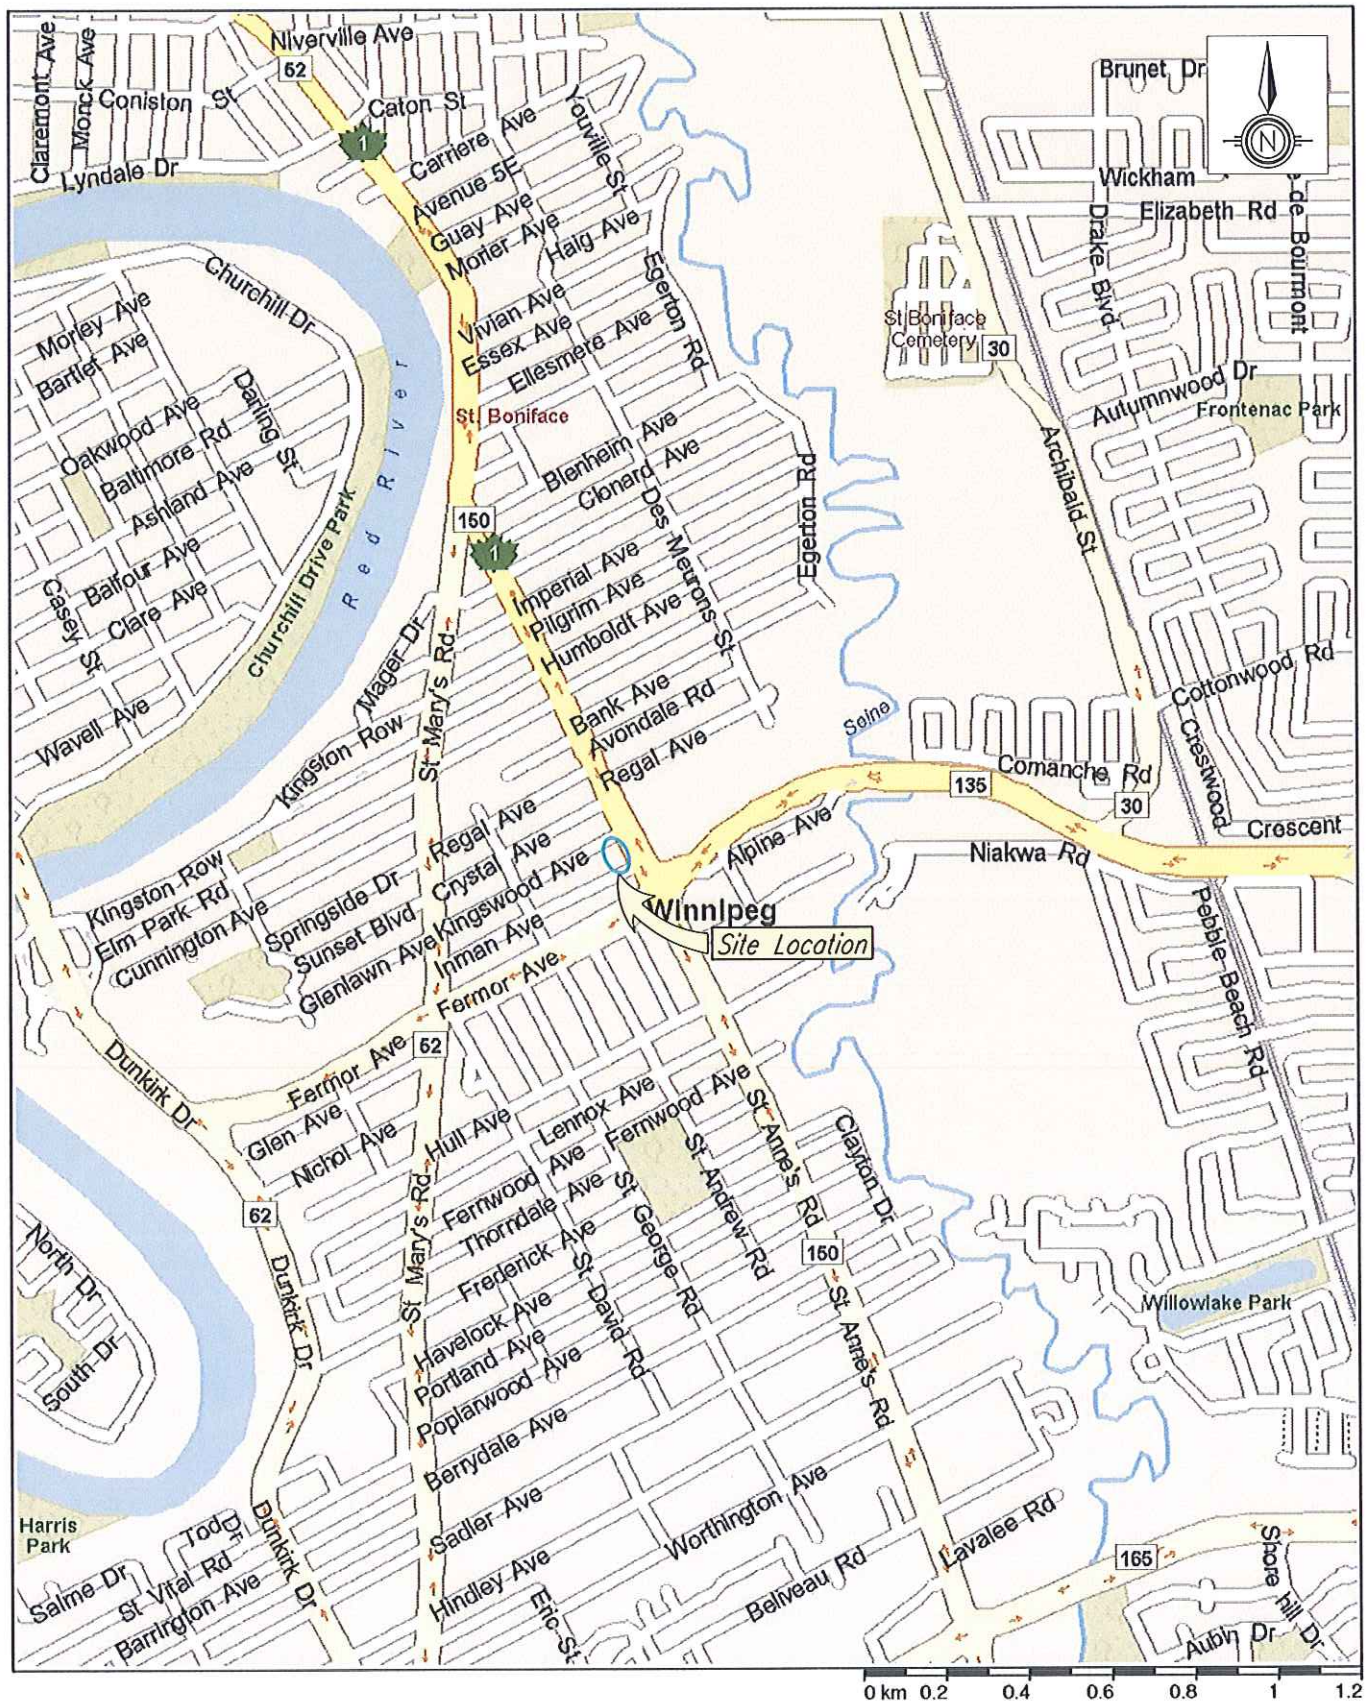 Niverville Ave
52
Claremont Ave
Monck Ave
Coniston St
Caton St
1
Lyndale Dr
Carriere Ave
Youville St
Avenue 5E
Guay Ave
Morier Ave
Haig Ave
Brunet Dr
N
Wickham
Elizabeth Rd
Drake Blvd
de Bourmont
Churchill Dr
Egerton Rd
Morley Ave
Bartlet Ave
Vivian Ave
Essex Ave
Ellesmere Ave
St Boniface
Cemetery
30
Darling St
Oakwood Ave
Baltimore Rd
Ashland Ave
St. Boniface
Red River
Autumnwood Dr
Frontenac Park
Archibald St
Blenheim Ave
Clonard Ave
Des Meurons St
Egerton Rd
150
1
Churchill Drive Park
Balfour Ave
Clare Ave
Casey St
Imperial Ave
Pilgrim Ave
Humboldt Ave
Mager Dr
St Mary's Rd
Wavell Ave
Kingston Row
Bank Ave
Avondale Rd
Regal Ave
Seine
Cottonwood Rd
Crestwood
Comanche Rd
135
30
Crescent
Niakwa Rd
Alpine Ave
Regal Ave
Crystal Ave
Kingswood Ave
Inman Ave
Fermor Ave
Kingston Row
Elm Park Rd
Cunnington Ave
Springside Dr
Sunset Blvd
Glenlawn Ave
Winnipeg
Site Location
Pebble Beach Rd
52
Dunkirk Dr
Fermor Ave
Glen Ave
Nichol Ave
Hull Ave
Lennox Ave
Fernwood Ave
St Anne's Rd
Clayton Dr
Fernwood Ave
Thorndale Ave
Frederick Ave
St George Rd
St Andrew Rd
62
St Mary's Rd
Dunkirk Dr
150
North Dr
South Dr
Havelock Ave
Portland Ave
Poplarwood Ave
Berrydale Ave
St David Rd
St Anne's Rd
Willowlake Park
Harris
Park
Tod Dr
Dunkirk Dr
Salme Dr
St Vital Rd
Barrington Ave
Sadler Ave
Hindley Ave
Eric St
Worthington Ave
Beliveau Rd
Lavalee Rd
165
Shore hill Dr
Aubin Dr
0 km 0.2 0.4 0.6 0.8 1 1.2